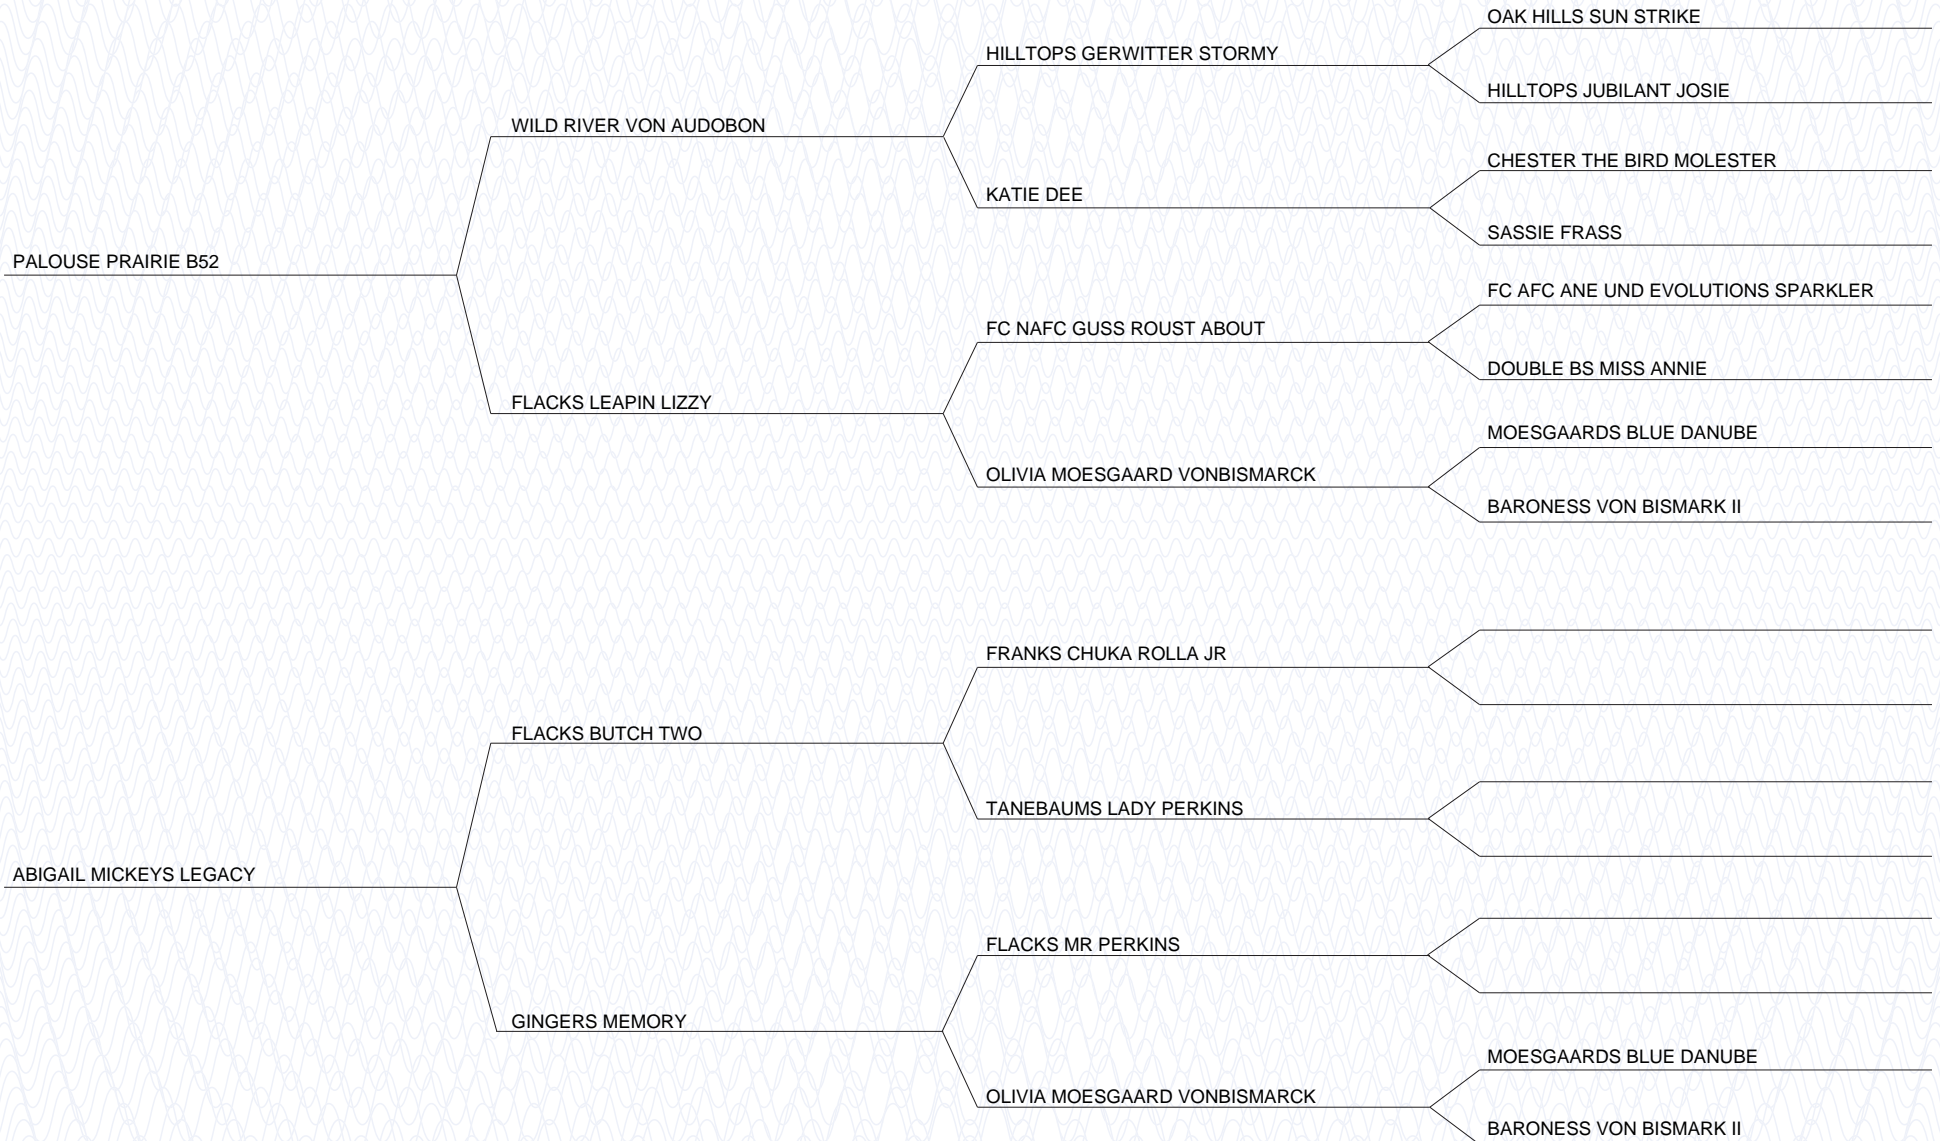 OAK HILLS SUN STRIKE
HILLTOPS GERWITTER STORMY
HILLTOPS JUBILANT JOSIE
WILD RIVER VON AUDOBON
CHESTER THE BIRD MOLESTER
KATIE DEE
SASSIE FRASS
PALOUSE PRAIRIE B52
FC AFC ANE UND EVOLUTIONS SPARKLER
FC NAFC GUSS ROUST ABOUT
DOUBLE BS MISS ANNIE
FLACKS LEAPIN LIZZY
MOESGAARDS BLUE DANUBE
OLIVIA MOESGAARD VONBISMARCK
BARONESS VON BISMARK II
FRANKS CHUKA ROLLA JR
FLACKS BUTCH TWO
TANEBAUMS LADY PERKINS
ABIGAIL MICKEYS LEGACY
FLACKS MR PERKINS
GINGERS MEMORY
MOESGAARDS BLUE DANUBE
OLIVIA MOESGAARD VONBISMARCK
BARONESS VON BISMARK II